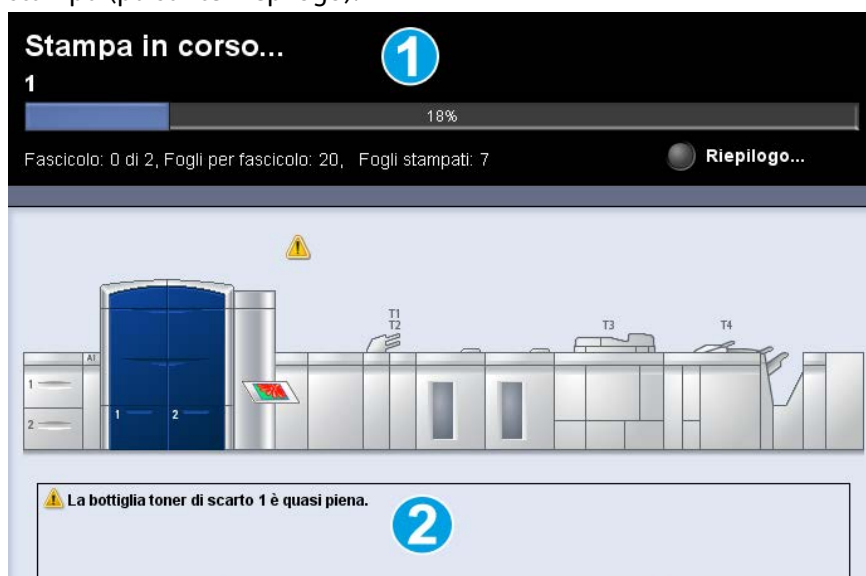 Stampa in corso...
1
1
18%
Fascicolo: 0 di 2, Fogli per fascicolo: 20, Fogli stampati: 7
Riepilogo...
T1
T2
T3
T4
A1
1
2
1
2
La bottiglia toner di scarto 1 è quasi piena.
2